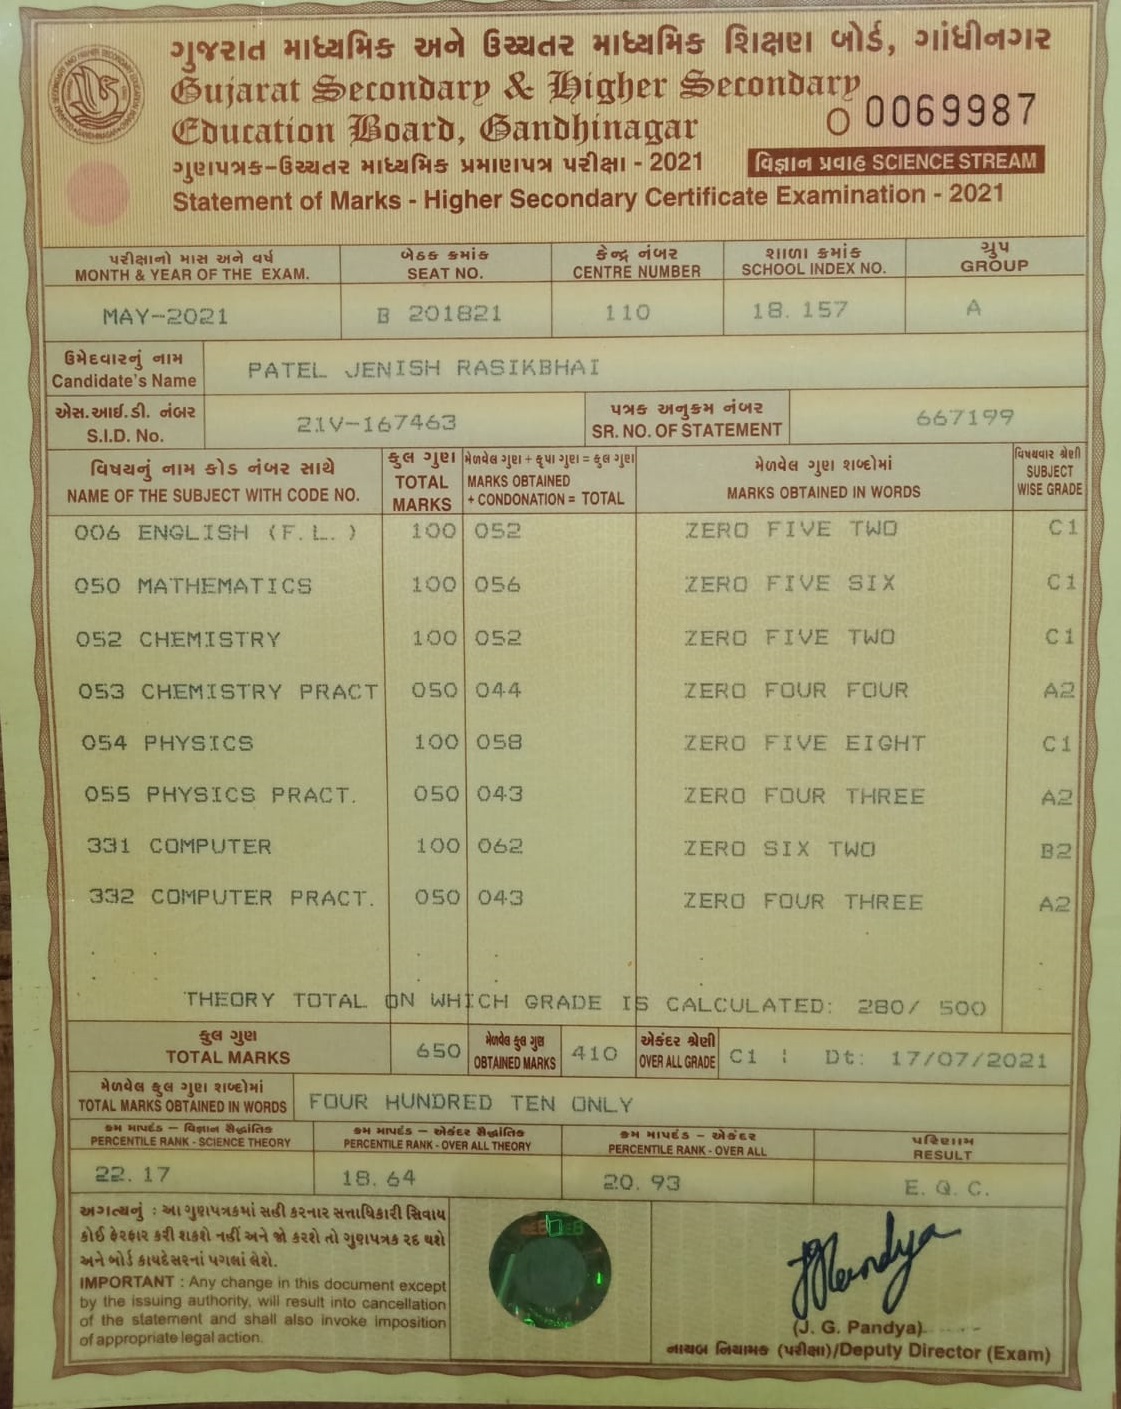 ગુજરાત માધ્યમિક અને ઉચ્ચતર માધ્યમિક શિક્ષણ બોર્ડ, ગાંધીનગર
Gujarat Secondary & Higher Secondary
Education Board, Gandhinagar
O 0069987
ગુણપત્રક-ઉચ્ચતર માધ્યમિક પ્રમાણપત્ર પરીક્ષા - 2021
વિજ્ઞાન પ્રવાહ SCIENCE STREAM
Statement of Marks - Higher Secondary Certificate Examination - 2021
પરીક્ષાનો માસ અને વર્ષ બેઠક ક્રમાંક કેન્દ્ર નંબર શાળા ક્રમાંક ગ્રુપ
MONTH & YEAR OF THE EXAM. SEAT NO. CENTRE NUMBER SCHOOL INDEX NO. GROUP
MAY-2021 B 201821 110 18. 157 A
ઉમેદવારનું નામ
Candidate's Name PATEL JENISH RASIKBHAI
એસ.આઈ.ડી. નંબર પત્રક અનુક્રમ નંબર
S.I.D. No. 21V-167463 SR. NO. OF STATEMENT 667199
વિષયનું નામ કોડ નંબર સાથે કુલ ગુણ મેળવેલ ગુણ + કૃપા ગુણ = કુલ ગુણ મેળવેલ ગુણ શબ્દોમાં વિષયવાર શ્રેણી
NAME OF THE SUBJECT WITH CODE NO. TOTAL MARKS MARKS OBTAINED + CONDONATION = TOTAL MARKS OBTAINED IN WORDS SUBJECT WISE GRADE
006 ENGLISH (F. L. ) 100 052 ZERO FIVE TWO C1
050 MATHEMATICS 100 056 ZERO FIVE SIX C1
052 CHEMISTRY 100 052 ZERO FIVE TWO C1
053 CHEMISTRY PRACT 050 044 ZERO FOUR FOUR A2
054 PHYSICS 100 058 ZERO FIVE EIGHT C1
055 PHYSICS PRACT. 050 043 ZERO FOUR THREE A2
331 COMPUTER 100 062 ZERO SIX TWO B2
332 COMPUTER PRACT. 050 043 ZERO FOUR THREE A2
THEORY TOTAL ON WHICH GRADE IS CALCULATED: 280/ 500
કુલ ગુણ મેળવેલ કુલ ગુણ એકંદર શ્રેણી
TOTAL MARKS 650 OBTAINED MARKS 410 OVER ALL GRADE C1 : Dt: 17/07/2021
મેળવેલ કુલ ગુણ શબ્દોમાં
TOTAL MARKS OBTAINED IN WORDS FOUR HUNDRED TEN ONLY
ક્રમ માપદંડ - વિજ્ઞાન સૈદ્ધાંતિક ક્રમ માપદંડ - એકંદર સૈદ્ધાંતિક ક્રમ માપદંડ - એકંદર પરિણામ
PERCENTILE RANK - SCIENCE THEORY PERCENTILE RANK - OVER ALL THEORY PERCENTILE RANK - OVER ALL RESULT
22. 17 18. 64 20. 93 E. Q. C.
અગત્યનું : આ ગુણપત્રકમાં સહી કરનાર સત્તાધિકારી સિવાય
કોઈ ફેરફાર કરી શકશે નહીં અને જો કરશે તો ગુણપત્રક રદ થશે
અને બોર્ડ કાયદેસરનાં પગલાં લેશે.
IMPORTANT : Any change in this document except
by the issuing authority, will result into cancellation
of the statement and shall also invoke imposition
of appropriate legal action.
(J. G. Pandya)
નાયબ નિયામક (પરીક્ષા)/Deputy Director (Exam)